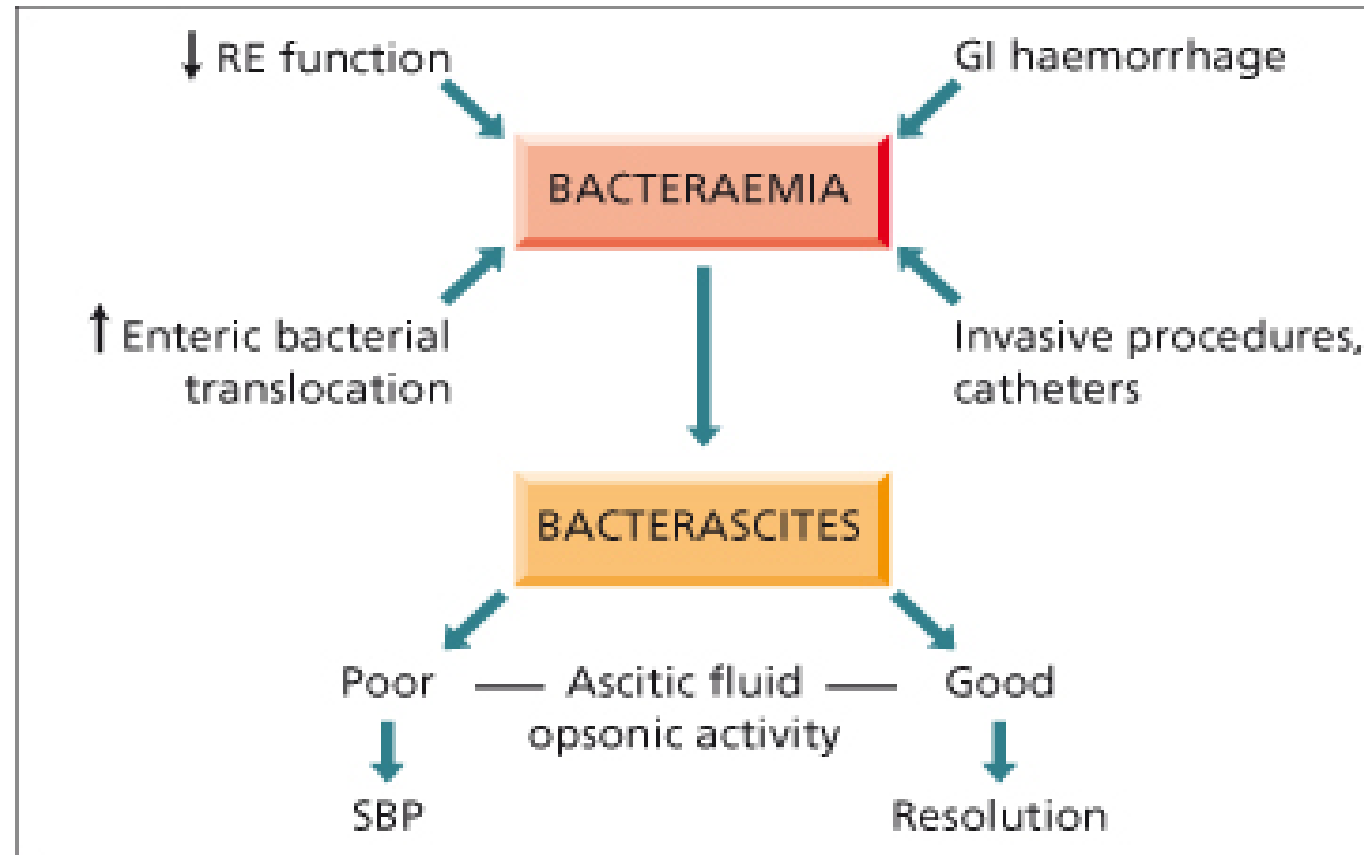 ↓ RE function
GI haemorrhage
BACTERAEMIA
↑ Enteric bacterial
translocation
Invasive procedures,
catheters
BACTERASCITES
Poor — Ascitic fluid — Good
opsonic activity
SBP
Resolution